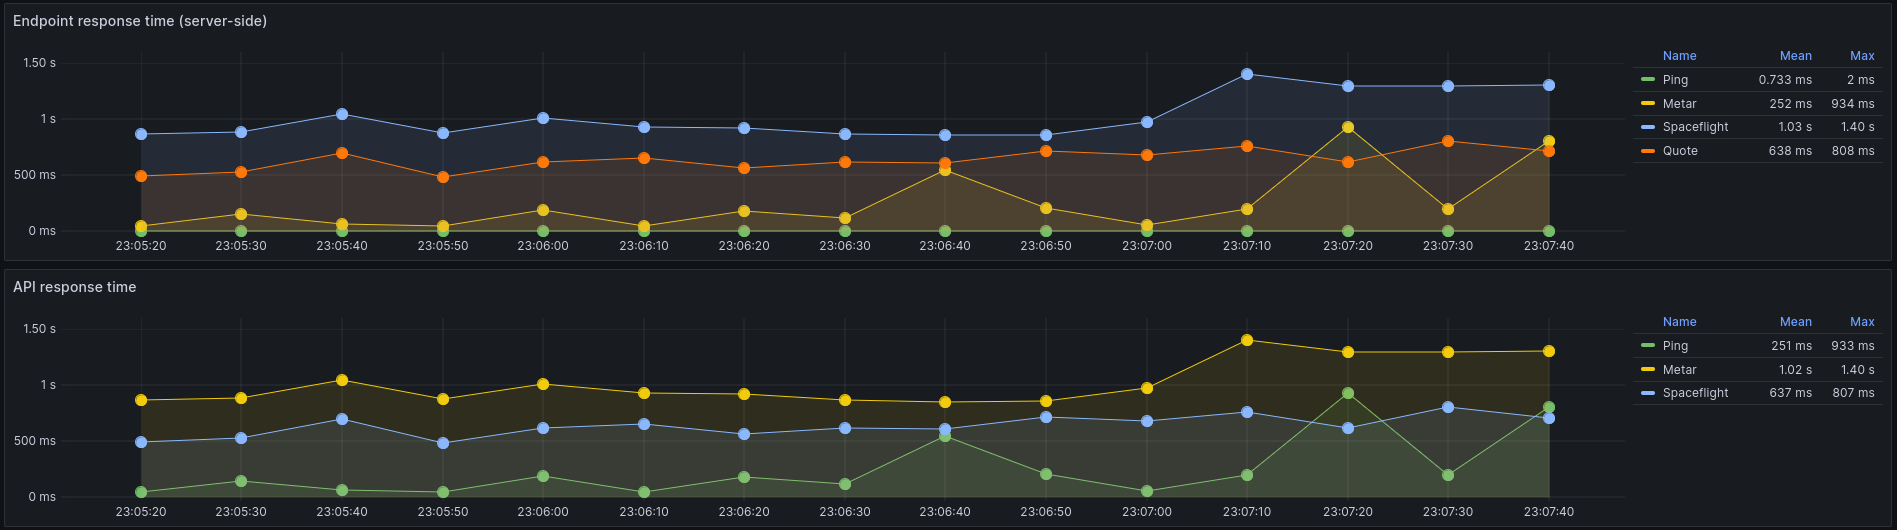 Endpoint response time (server-side)
1.50 s
1 s
500 ms
0 ms
23:05:20 23:05:30 23:05:40 23:05:50 23:06:00 23:06:10 23:06:20 23:06:30 23:06:40 23:06:50 23:07:00 23:07:10 23:07:20 23:07:30 23:07:40
Name Mean Max
Ping 0.733 ms 2 ms
Metar 252 ms 934 ms
Spaceflight 1.03 s 1.40 s
Quote 638 ms 808 ms
API response time
1.50 s
1 s
500 ms
0 ms
23:05:20 23:05:30 23:05:40 23:05:50 23:06:00 23:06:10 23:06:20 23:06:30 23:06:40 23:06:50 23:07:00 23:07:10 23:07:20 23:07:30 23:07:40
Name Mean Max
Ping 251 ms 933 ms
Metar 1.02 s 1.40 s
Spaceflight 637 ms 807 ms